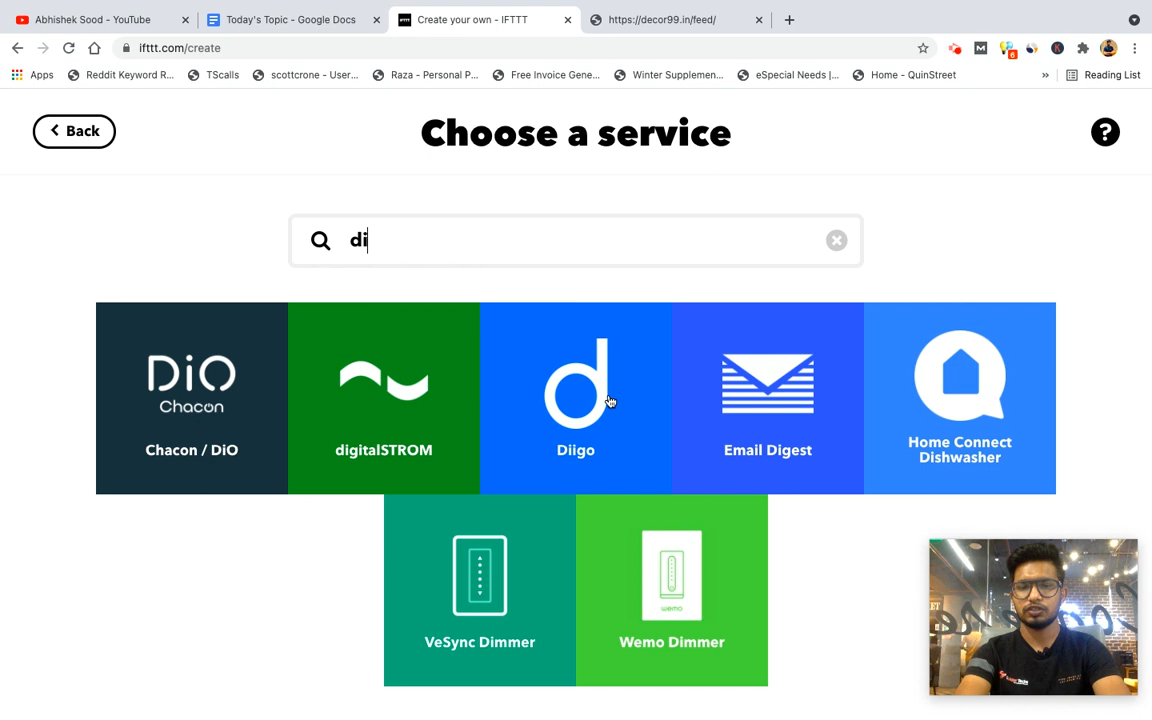 Abhishek Sood - YouTube
Today's Topic - Google Docs
Create your own - IFTTT
https://decor99.in/feed/
ifttt.com/create
6
Apps
Reddit Keyword R...
TScalls
scottcrone - User...
Raza - Personal P...
Free Invoice Gene...
Winter Supplemen...
eSpecial Needs |...
Home - QuinStreet
»
Reading List
Back
Choose a service
?
di
DiO
Chacon
Chacon / DiO
digitalSTROM
d
Diigo
Email Digest
Home Connect
Dishwasher
VeSync Dimmer
wemo
Wemo Dimmer